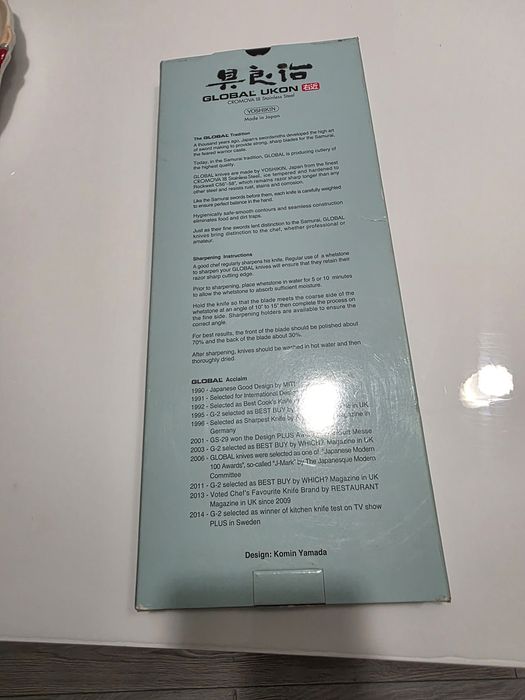 具良治
GLOBAL UKON 右近
CROMOVA 18 Stainless Steel
YOSHIKIN
Made in Japan
The GLOBAL Tradition
A thousand years ago, Japan's swordsmiths developed the high art
of sword making to provide strong, sharp blades for the Samurai,
the feared warrior caste.
Today, in the Samurai tradition, GLOBAL is producing cutlery of
the highest quality.
GLOBAL knives are made by YOSHIKIN, Japan from the finest
CROMOVA 18 Stainless Steel, ice tempered and hardened to
Rockwell C56°-58°, which remains razor sharp longer than any
other steel and resists rust, stains and corrosion.
Like the Samurai swords before them, each knife is carefully weighted
to ensure perfect balance in the hand.
Hygienically safe-smooth contours and seamless construction
eliminates food and dirt traps.
Just as their fine swords lent distinction to the Samurai, GLOBAL
knives bring distinction to the chef, whether professional or
amateur.
Sharpening Instructions
A good chef regularly sharpens his knife. Regular use of a whetstone
to sharpen your GLOBAL knives will ensure that they retain their
razor sharp cutting edge.
Prior to sharpening, place whetstone in water for 5 or 10 minutes
to allow the whetstone to absorb sufficient moisture.
Hold the knife so that the blade meets the coarse side of the
whetstone at an angle of 10° to 15° then complete the process on
the fine side. Sharpening holders are available to ensure the
correct angle.
For best results, the front of the blade should be polished about
70% and the back of the blade about 30%.
After sharpening, knives should be washed in hot water and then
thoroughly dried
GLOBAL Acclaim
1990 - Japanese Good Design by MITI
1991 - Selected for International Design
1992 - Selected as Best Cook's Knife
1995 - G-2 selected as BEST BUY by in UK
1996 - Selected as Sharpest Knife by Magazine in
Germany
2001 - GS-29 won the Design PLUS Messe
2003 - G-2 selected as BEST BUY by WHICH? Magazine in UK
2006 - GLOBAL knives were selected as one of "Japanese Modern
100 Awards", so-called "J-Mark" by The Japanesque Modern
Committee
2011 - G-2 selected as BEST BUY by WHICH? Magazine in UK
2013 - Voted Chef's Favourite Knife Brand by RESTAURANT
Magazine in UK since 2009
2014 - G-2 selected as winner of kitchen knife test on TV show
PLUS in Sweden
Design: Komin Yamada